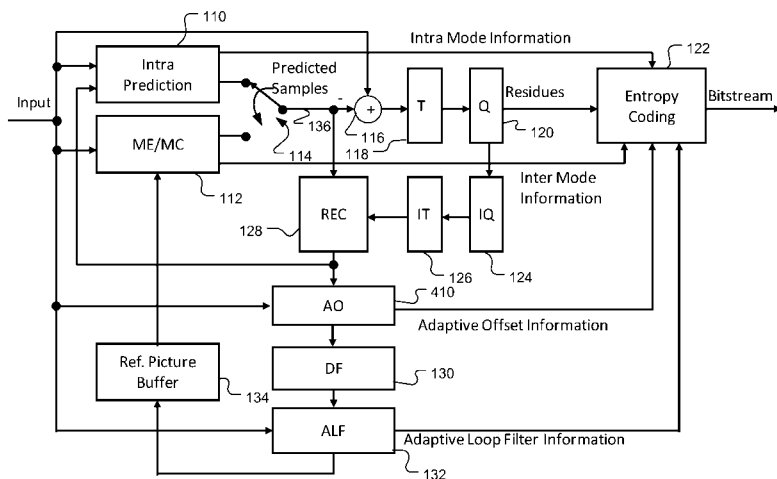 110
Intra Mode Information
122
Intra
Prediction
Predicted
Samples
-
Input
T
Q
Residues
Entropy
Coding
Bitstream
136
+
116
118
120
114
ME/MC
112
Inter Mode
Information
REC
IT
IQ
128
126
124
410
AO
Adaptive Offset Information
Ref. Picture
Buffer
134
DF
130
ALF
Adaptive Loop Filter Information
132